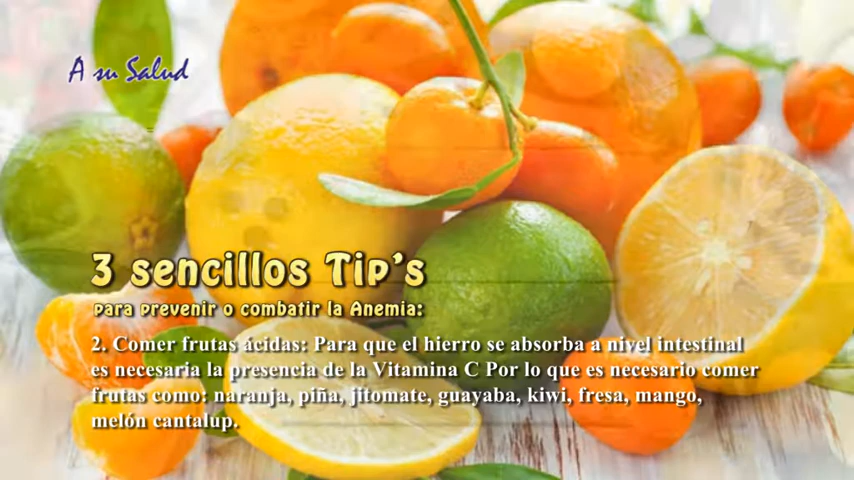 A su Salud
3 sencillos Tip's
para prevenir o combatir la Anemia:
2. Comer frutas ácidas: Para que el hierro se absorba a nivel intestinal
es necesaria la presencia de la Vitamina C Por lo que es necesario comer
frutas como: naranja, piña, jitomate, guayaba, kiwi, fresa, mango,
melón cantalup.